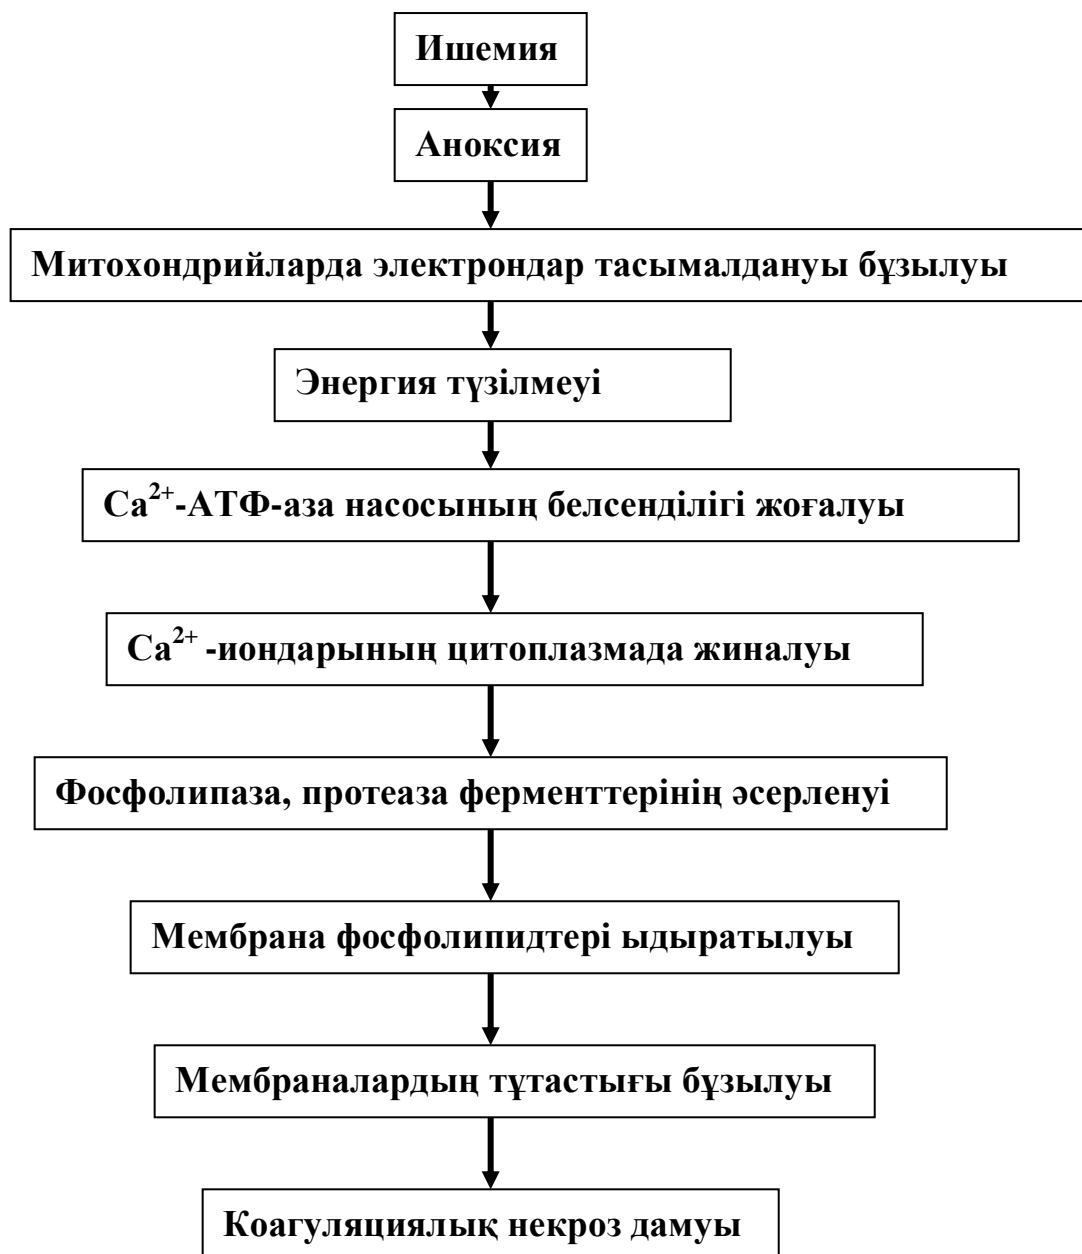 Ишемия
Аноксия
Митохондрийларда электрондар тасымалдануы бұзылуы
Энергия түзілмеуі
Ca²⁺-АТФ-аза насосының белсенділігі жоғалуы
Ca²⁺ -иондарының цитоплазмада жиналуы
Фосфолипаза, протеаза ферменттерінің әсерленуі
Мембрана фосфолипидтері ыдыратылуы
Мембраналардың тұтастығы бұзылуы
Коагуляциялық некроз дамуы